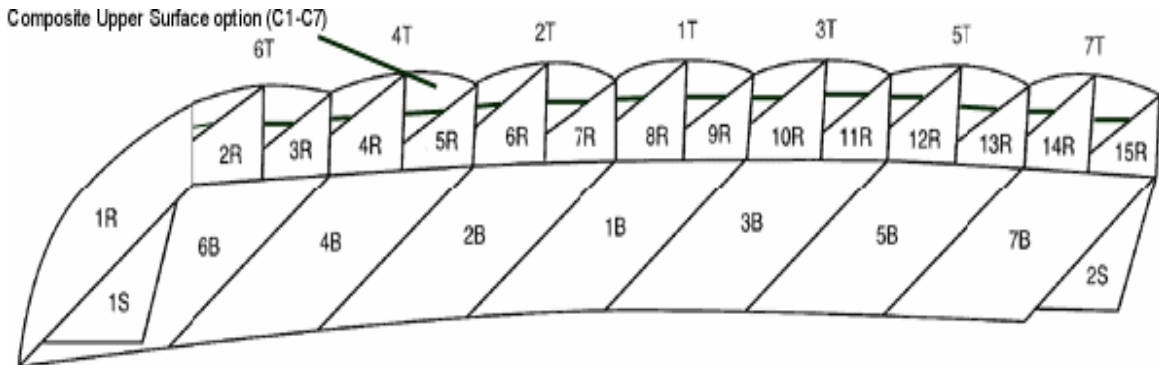 Composite Upper Surface option (C1-C7)
6T 4T 2T 1T 3T 5T 7T
2R 3R 4R 5R 6R 7R 8R 9R 10R 11R 12R 13R 14R 15R
1R 6B 4B 2B 1B 3B 5B 7B
1S 2S